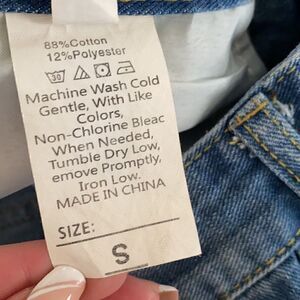 88%Cotton
12%Polyester
30
Machine Wash Cold
Gentle, With Like
Colors,
Non-Chlorine Bleac
When Needed,
Tumble Dry Low,
emove Promptly,
Iron Low.
MADE IN CHINA
SIZE:
S